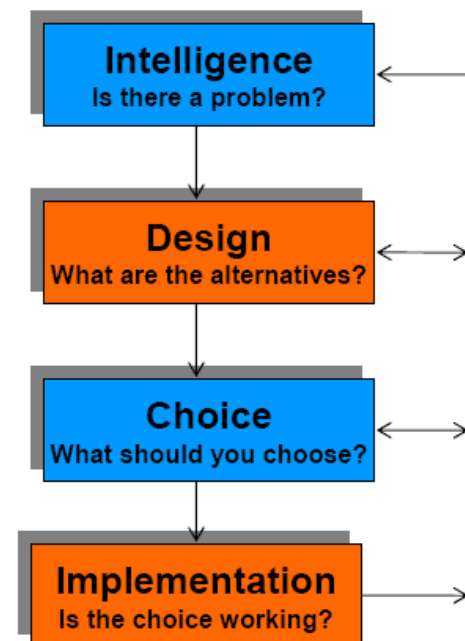 Intelligence
Is there a problem?
Design
What are the alternatives?
Choice
What should you choose?
Implementation
Is the choice working?